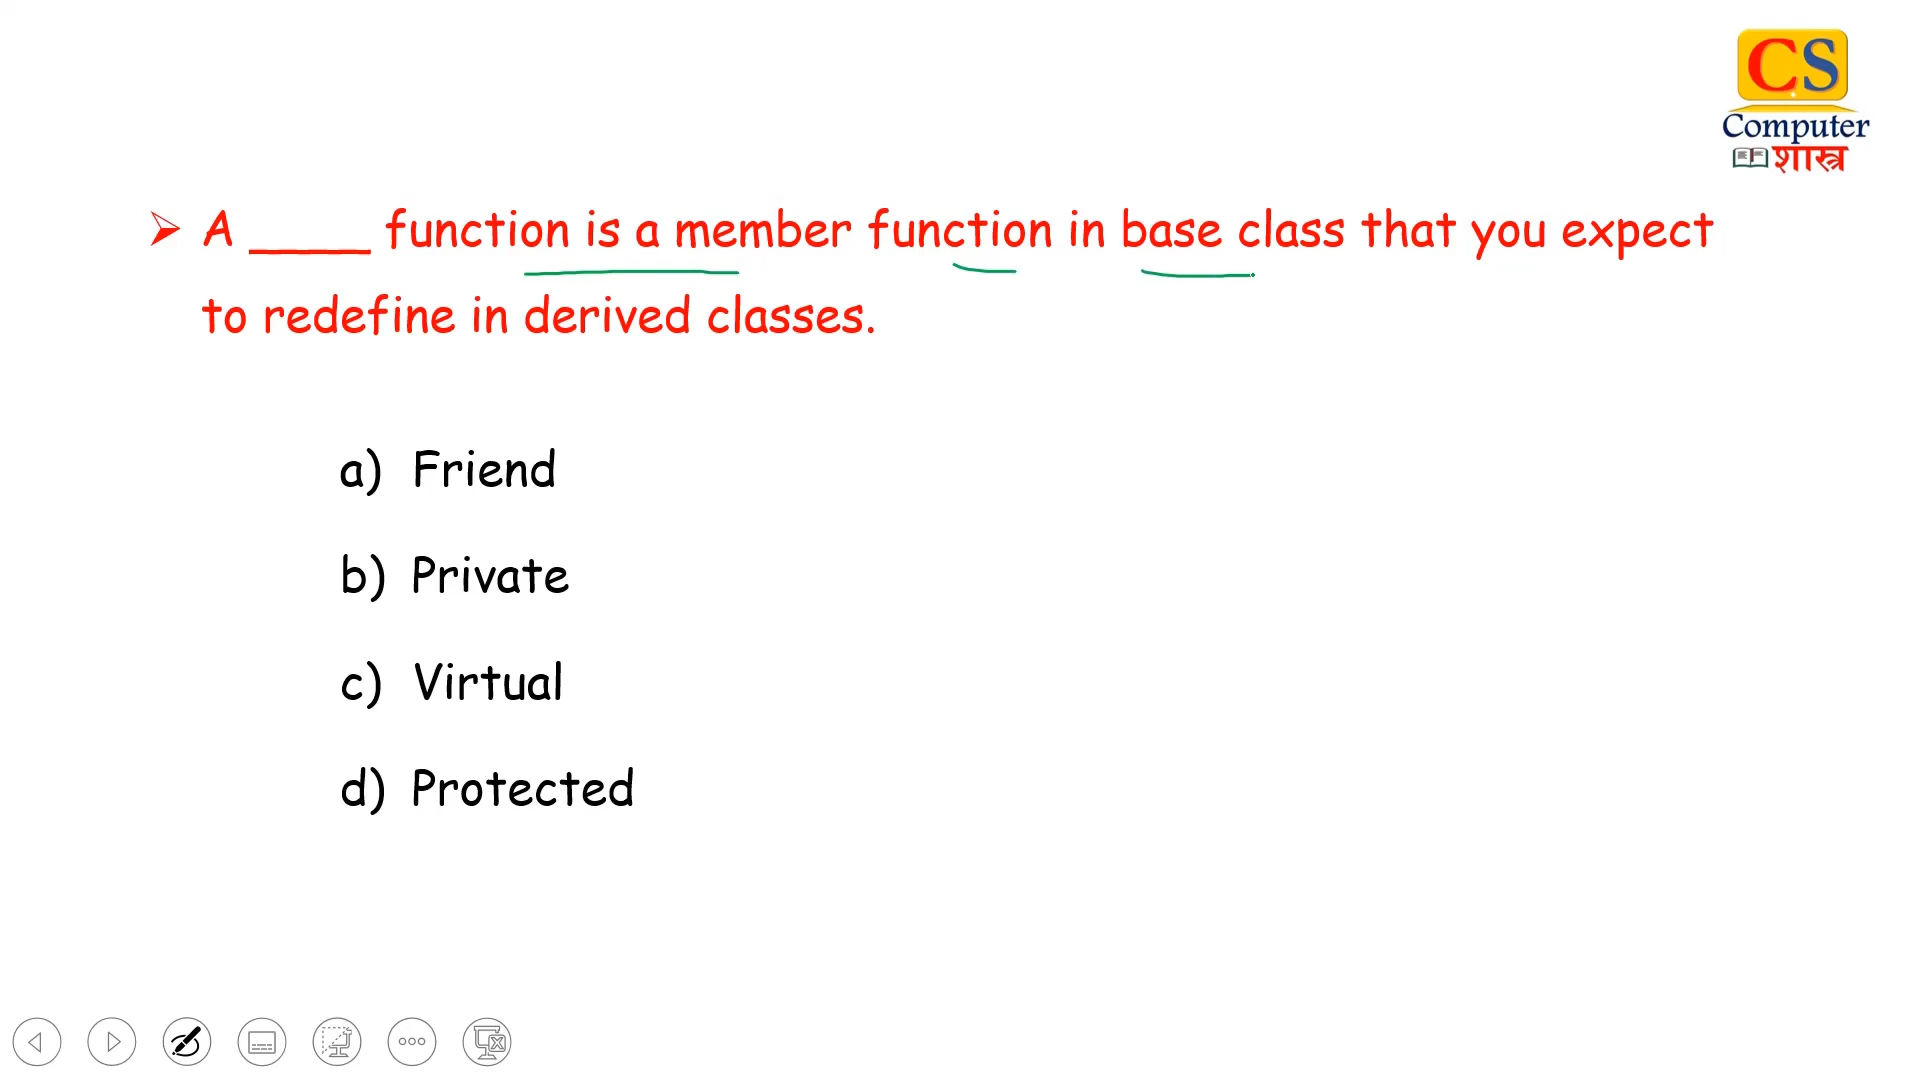 CS
Computer
शास्त्र
➢ A ____ function is a member function in base class that you expect
to redefine in derived classes.
a) Friend
b) Private
c) Virtual
d) Protected